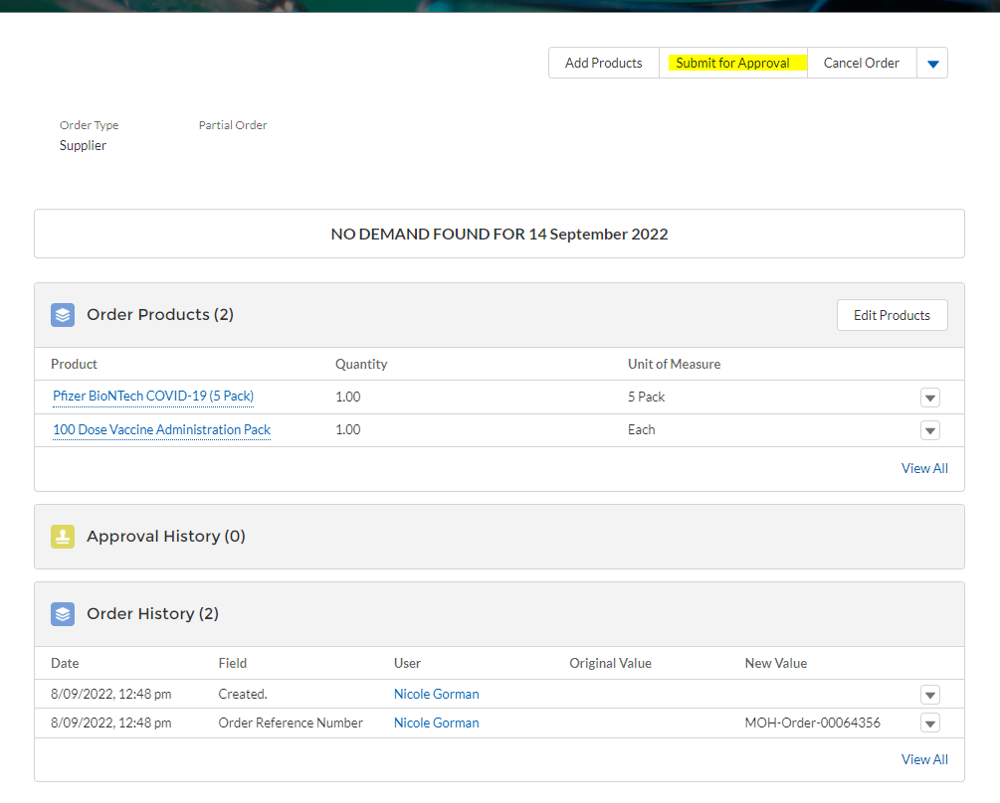 Add Products Submit for Approval Cancel Order
Order Type Partial Order
Supplier
NO DEMAND FOUND FOR 14 September 2022
Order Products (2) Edit Products
Product Quantity Unit of Measure
Pfizer BioNTech COVID-19 (5 Pack) 1.00 5 Pack
100 Dose Vaccine Administration Pack 1.00 Each
View All
Approval History (0)
Order History (2)
Date Field User Original Value New Value
8/09/2022, 12:48 pm Created. Nicole Gorman
8/09/2022, 12:48 pm Order Reference Number Nicole Gorman MOH-Order-00064356
View All